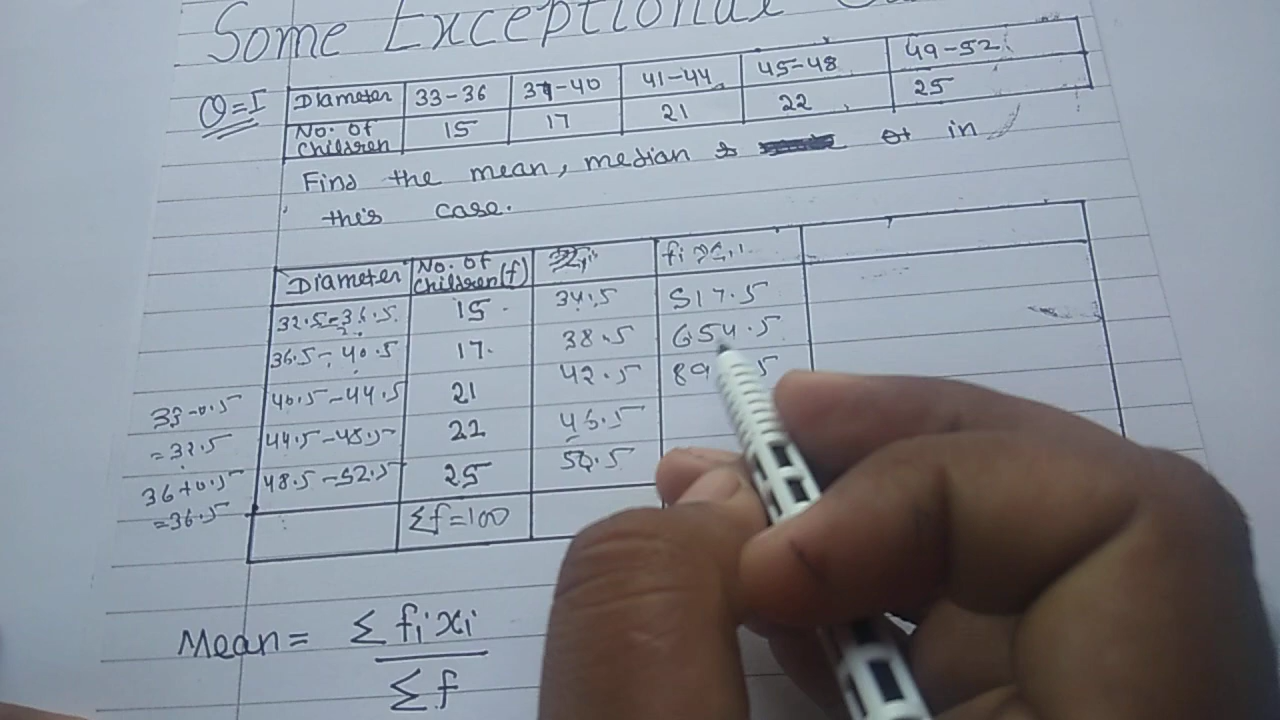 Some Exceptional
Q=I Diameter 33-36 37-40 41-44 45-48 49-52
No. of children 15 17 21 22 25
Find the mean, median & of in
this case.
Diameter No. of children(f) xi fixi
32.5-36.5 15 34.5 517.5
36.5-40.5 17 38.5 654.5
40.5-44.5 21 42.5 89 5
44.5-48.5 22 46.5
48.5-52.5 25 50.5
Σf=100
33-0.5
=32.5
36+0.5
=36.5
Mean= Σfixi
Σf